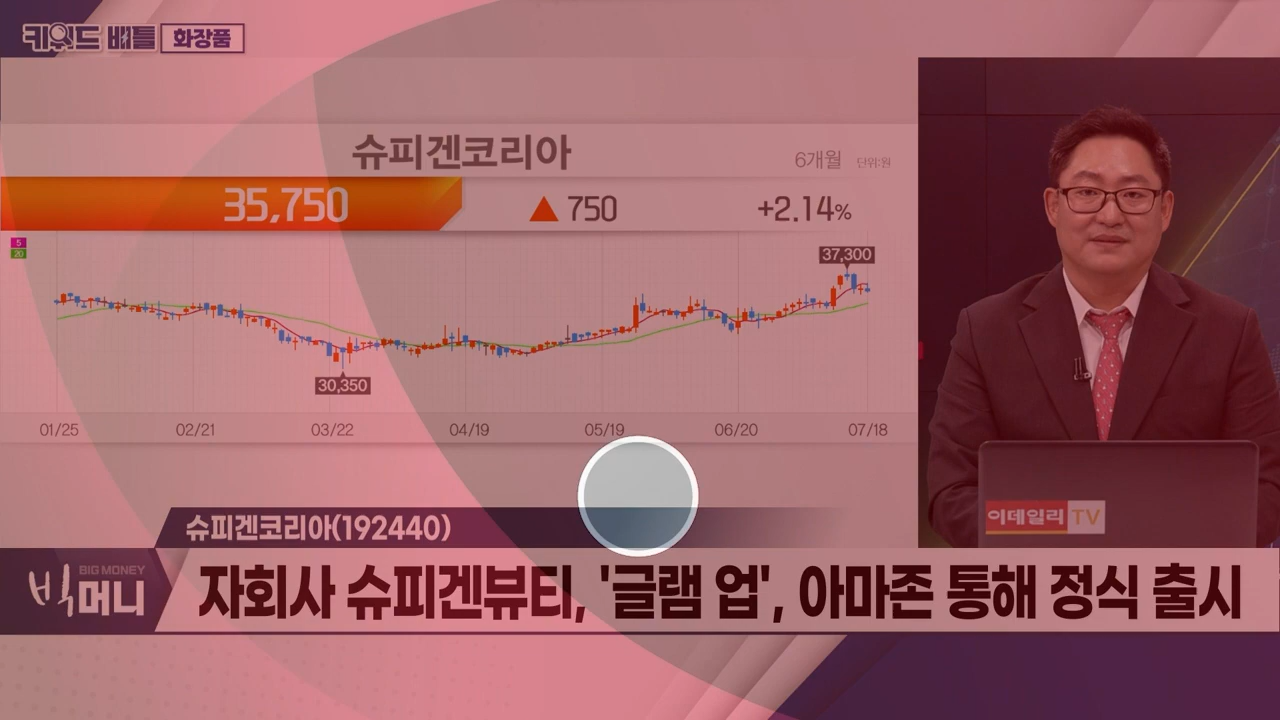 키워드 배틀 화장품
슈피겐코리아
6개월 단위:원
35,750 ▲ 750 +2.14%
5
20
37,300
30,350
01/25 02/21 03/22 04/19 05/19 06/20 07/18
이데일리 TV
슈피겐코리아(192440)
BIG MONEY
빅머니
자회사 슈피겐뷰티, '글램 업', 아마존 통해 정식 출시